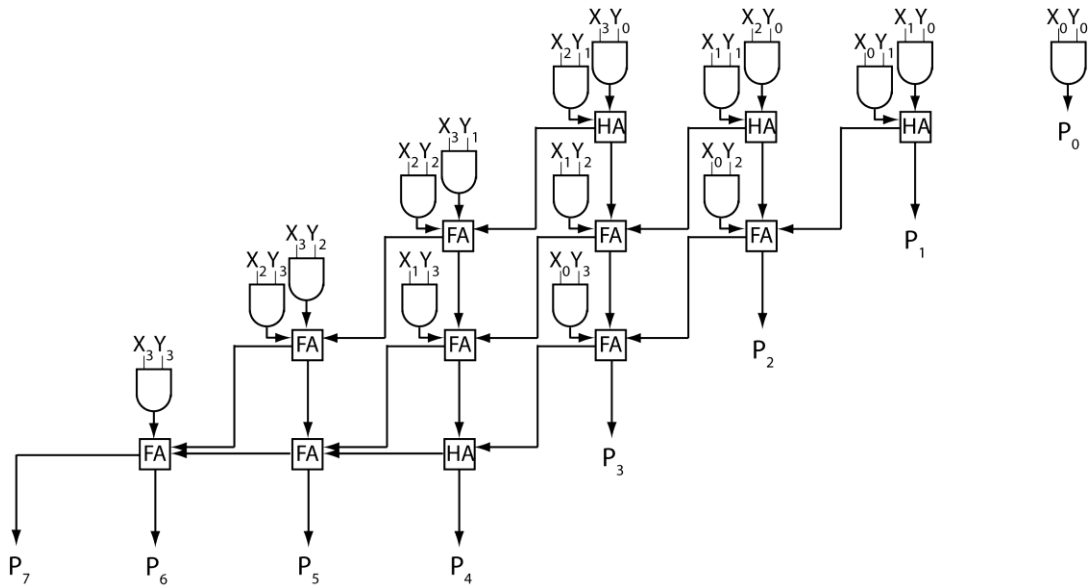 X₃Y₀ X₂Y₀ X₁Y₀ X₀Y₀
X₂Y₁ X₁Y₁ X₀Y₁
HA HA HA
P₀
X₃Y₁
X₂Y₂ X₁Y₂ X₀Y₂
FA FA FA
P₁
X₃Y₂
X₂Y₃ X₁Y₃ X₀Y₃
FA FA FA
P₂
X₃Y₃
FA FA HA
P₃
P₇ P₆ P₅ P₄